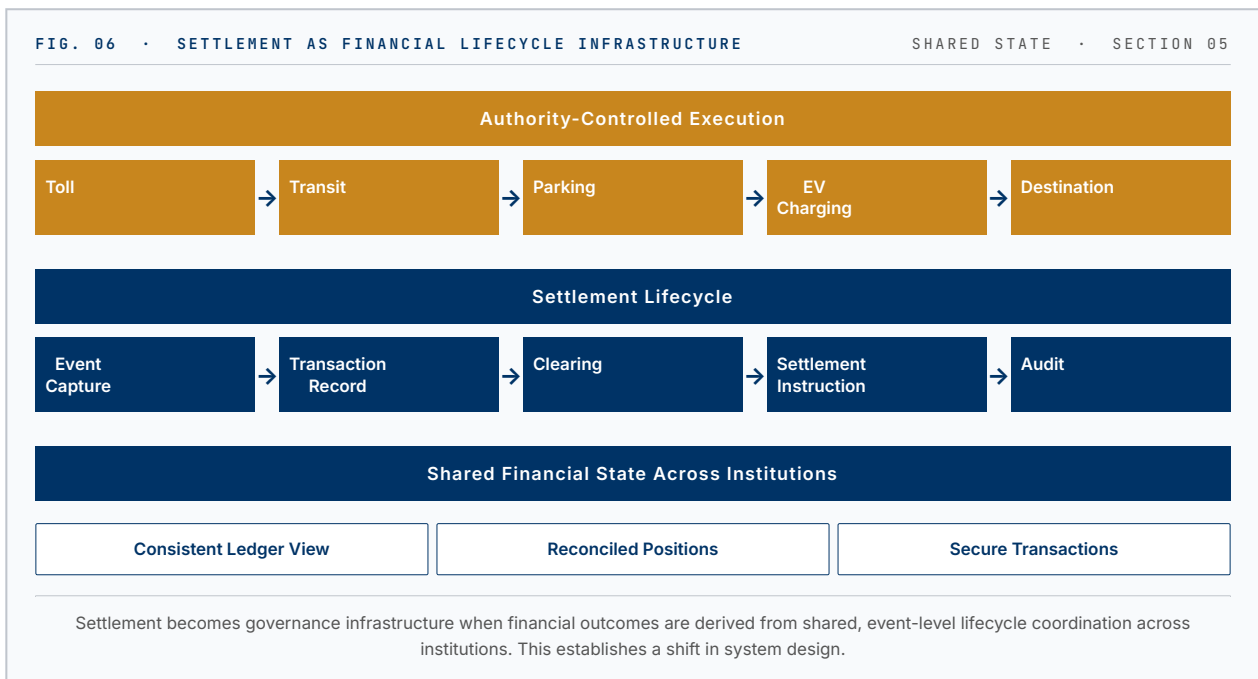 FIG. 06 · SETTLEMENT AS FINANCIAL LIFECYCLE INFRASTRUCTURE
SHARED STATE · SECTION 05
Authority-Controlled Execution
Toll
→
Transit
→
Parking
→
EV
Charging
→
Destination
Settlement Lifecycle
Event
Capture
→
Transaction
Record
→
Clearing
→
Settlement
Instruction
→
Audit
Shared Financial State Across Institutions
Consistent Ledger View
Reconciled Positions
Secure Transactions
Settlement becomes governance infrastructure when financial outcomes are derived from shared, event-level lifecycle coordination across
institutions. This establishes a shift in system design.